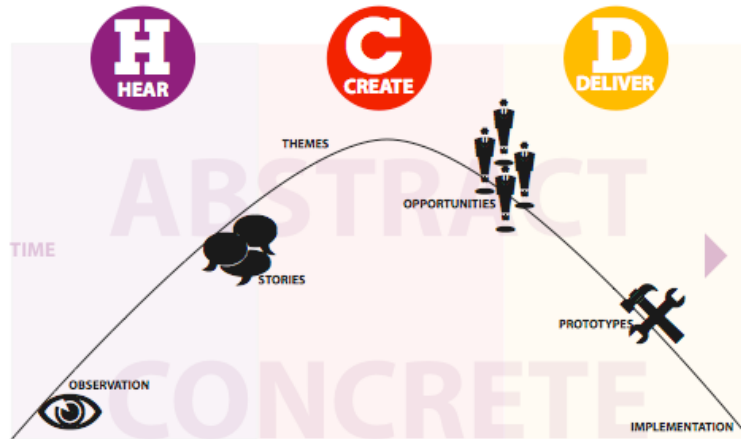 H
HEAR
C
CREATE
D
DELIVER
THEMES
ABSTRACT
OPPORTUNITIES
TIME
STORIES
PROTOTYPES
OBSERVATION
CONCRETE
IMPLEMENTATION